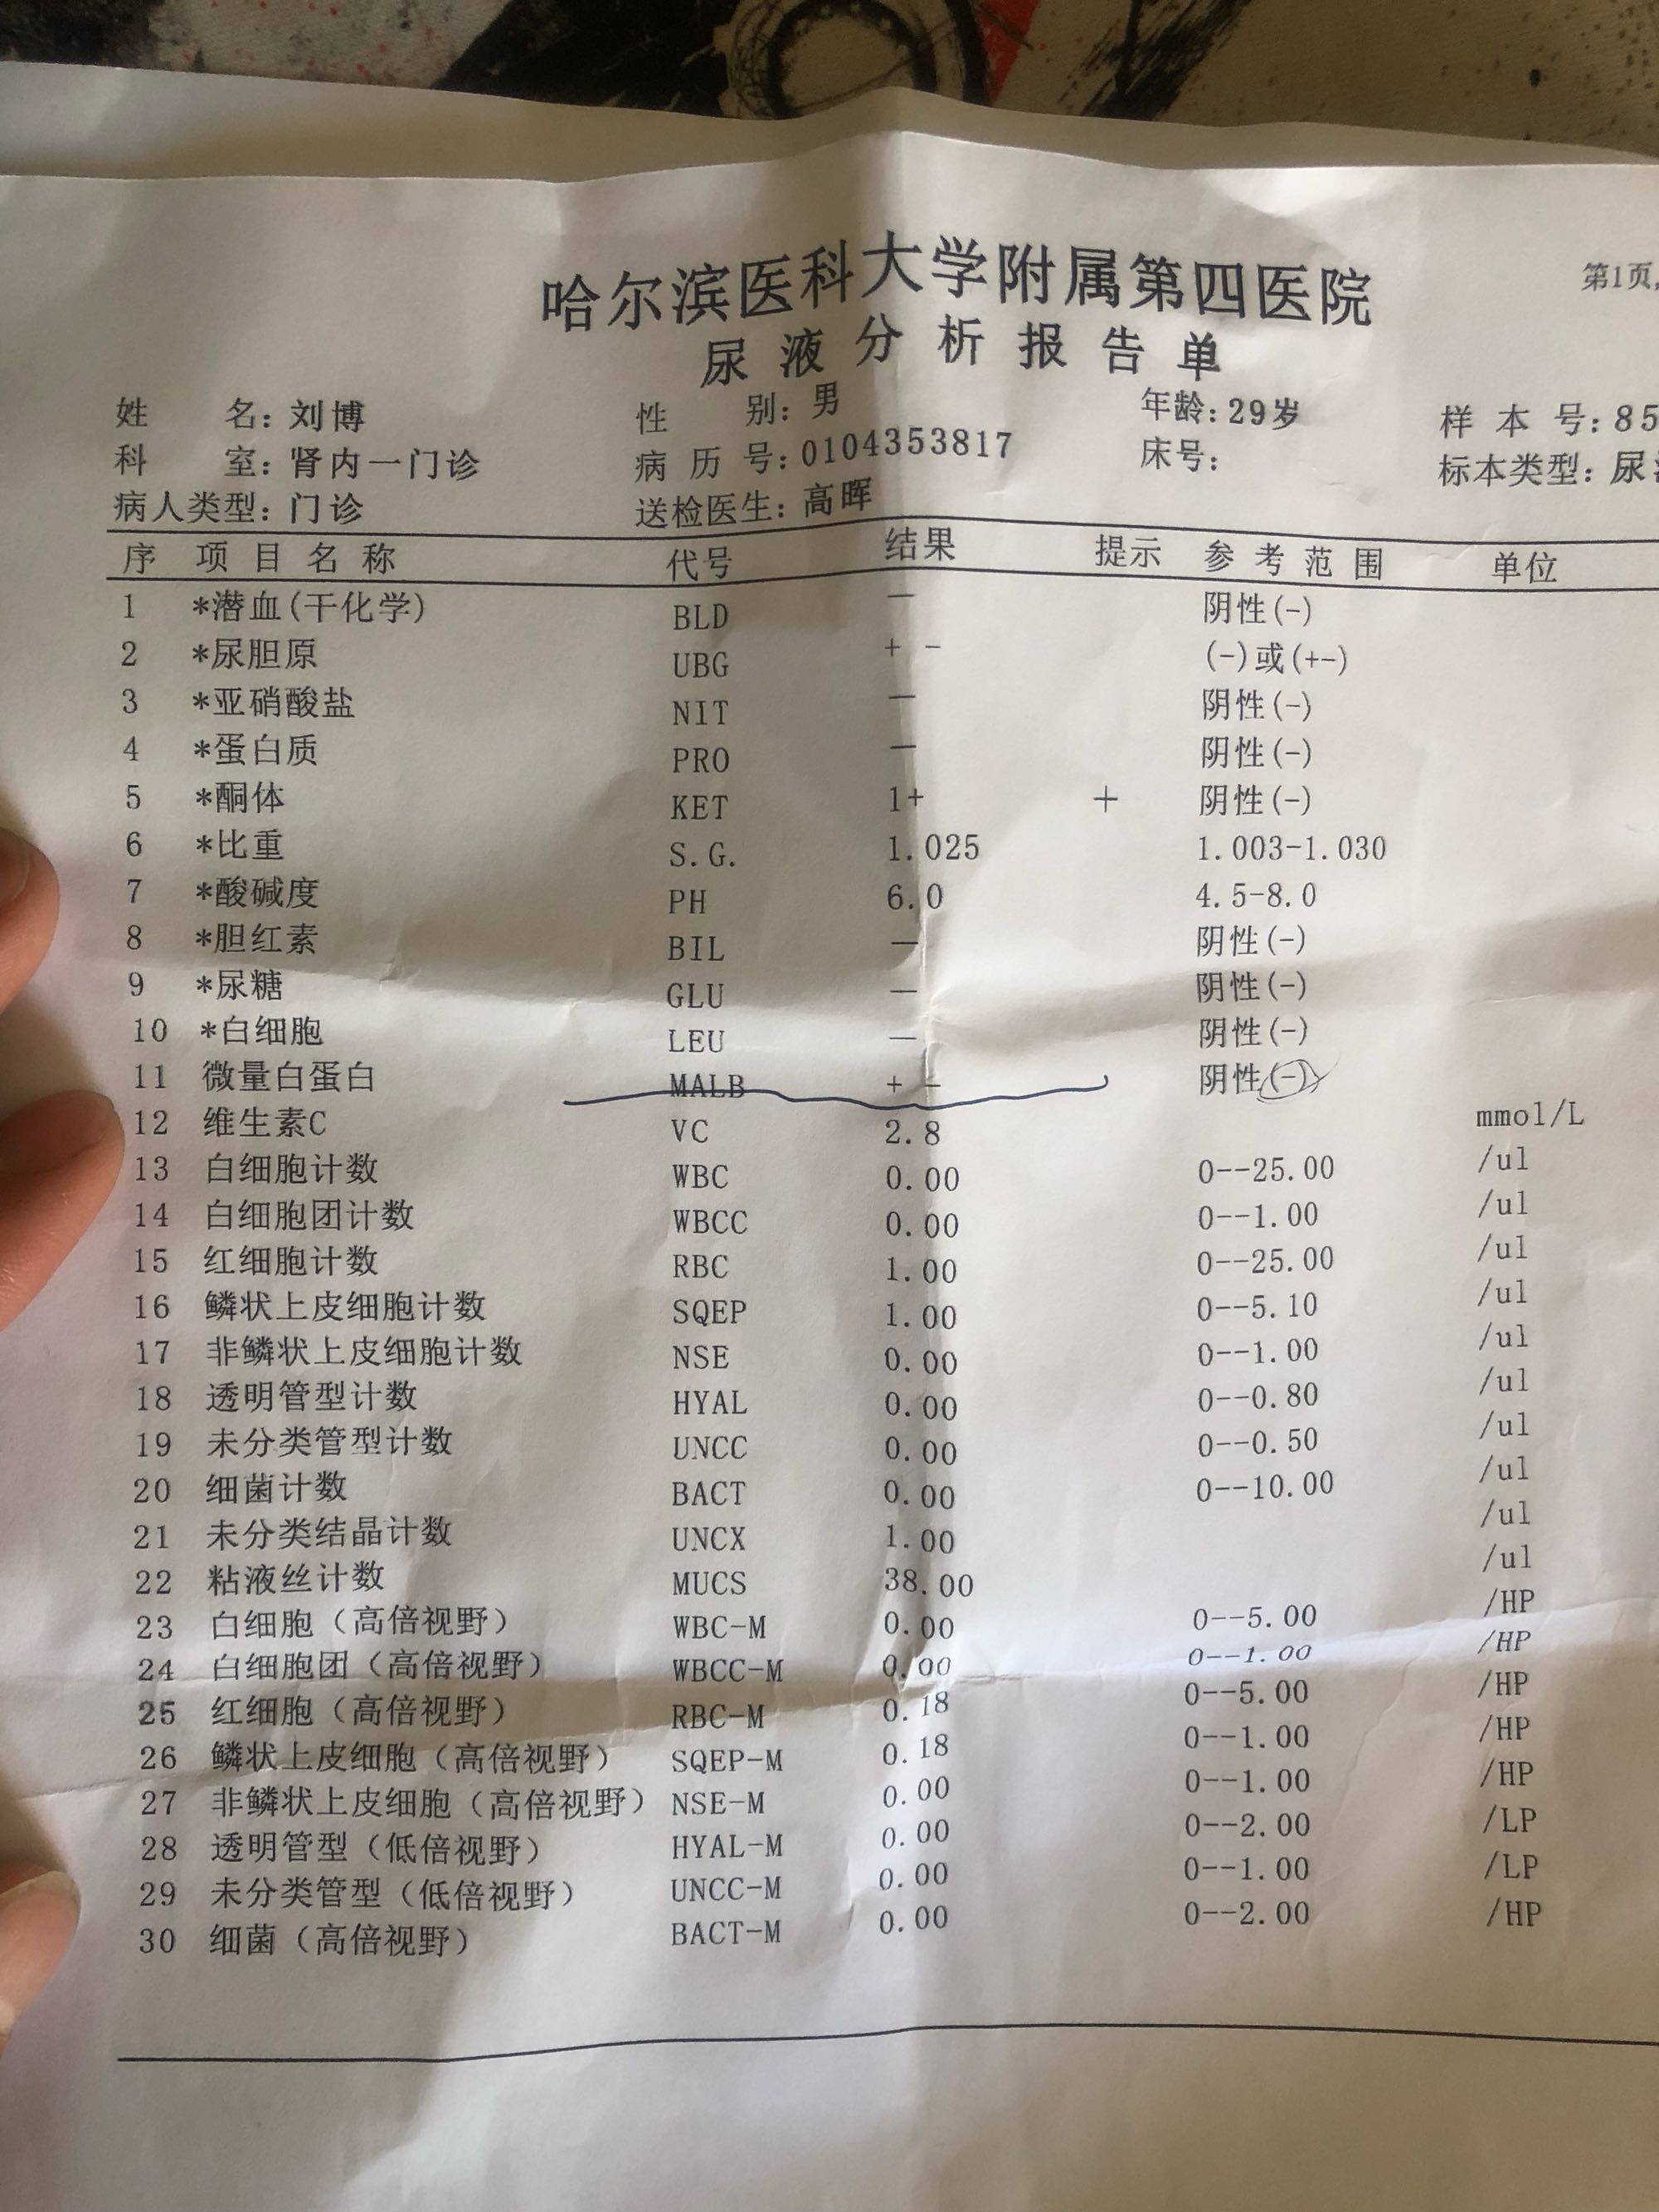 哈尔滨医科大学附属第四医院
第1页,
尿液分析报告单
姓名: 刘博 性别: 男 年龄: 29岁 样本号: 85
科室: 肾内一门诊 病历号: 0104353817 床号: 标本类型: 尿
病人类型: 门诊 送检医生: 高晖
序 项目名称 代号 结果 提示 参考范围 单位
1 *潜血(干化学) BLD — 阴性(-)
2 *尿胆原 UBG + - (-)或(+-)
3 *亚硝酸盐 NIT — 阴性(-)
4 *蛋白质 PRO — 阴性(-)
5 *酮体 KET 1+ + 阴性(-)
6 *比重 S.G. 1.025 1.003-1.030
7 *酸碱度 PH 6.0 4.5-8.0
8 *胆红素 BIL — 阴性(-)
9 *尿糖 GLU — 阴性(-)
10 *白细胞 LEU — 阴性(-)
11 微量白蛋白 MALB + - 阴性(-)
12 维生素C VC 2.8 mmol/L
13 白细胞计数 WBC 0.00 0--25.00 /ul
14 白细胞团计数 WBCC 0.00 0--1.00 /ul
15 红细胞计数 RBC 1.00 0--25.00 /ul
16 鳞状上皮细胞计数 SQEP 1.00 0--5.10 /ul
17 非鳞状上皮细胞计数 NSE 0.00 0--1.00 /ul
18 透明管型计数 HYAL 0.00 0--0.80 /ul
19 未分类管型计数 UNCC 0.00 0--0.50 /ul
20 细菌计数 BACT 0.00 0--10.00 /ul
21 未分类结晶计数 UNCX 1.00 /ul
22 粘液丝计数 MUCS 38.00 /ul
23 白细胞（高倍视野） WBC-M 0.00 0--5.00 /HP
24 白细胞团（高倍视野） WBCC-M 0.00 0--1.00 /HP
25 红细胞（高倍视野） RBC-M 0.18 0--5.00 /HP
26 鳞状上皮细胞（高倍视野） SQEP-M 0.18 0--1.00 /HP
27 非鳞状上皮细胞（高倍视野） NSE-M 0.00 0--1.00 /HP
28 透明管型（低倍视野） HYAL-M 0.00 0--2.00 /LP
29 未分类管型（低倍视野） UNCC-M 0.00 0--1.00 /LP
30 细菌（高倍视野） BACT-M 0.00 0--2.00 /HP